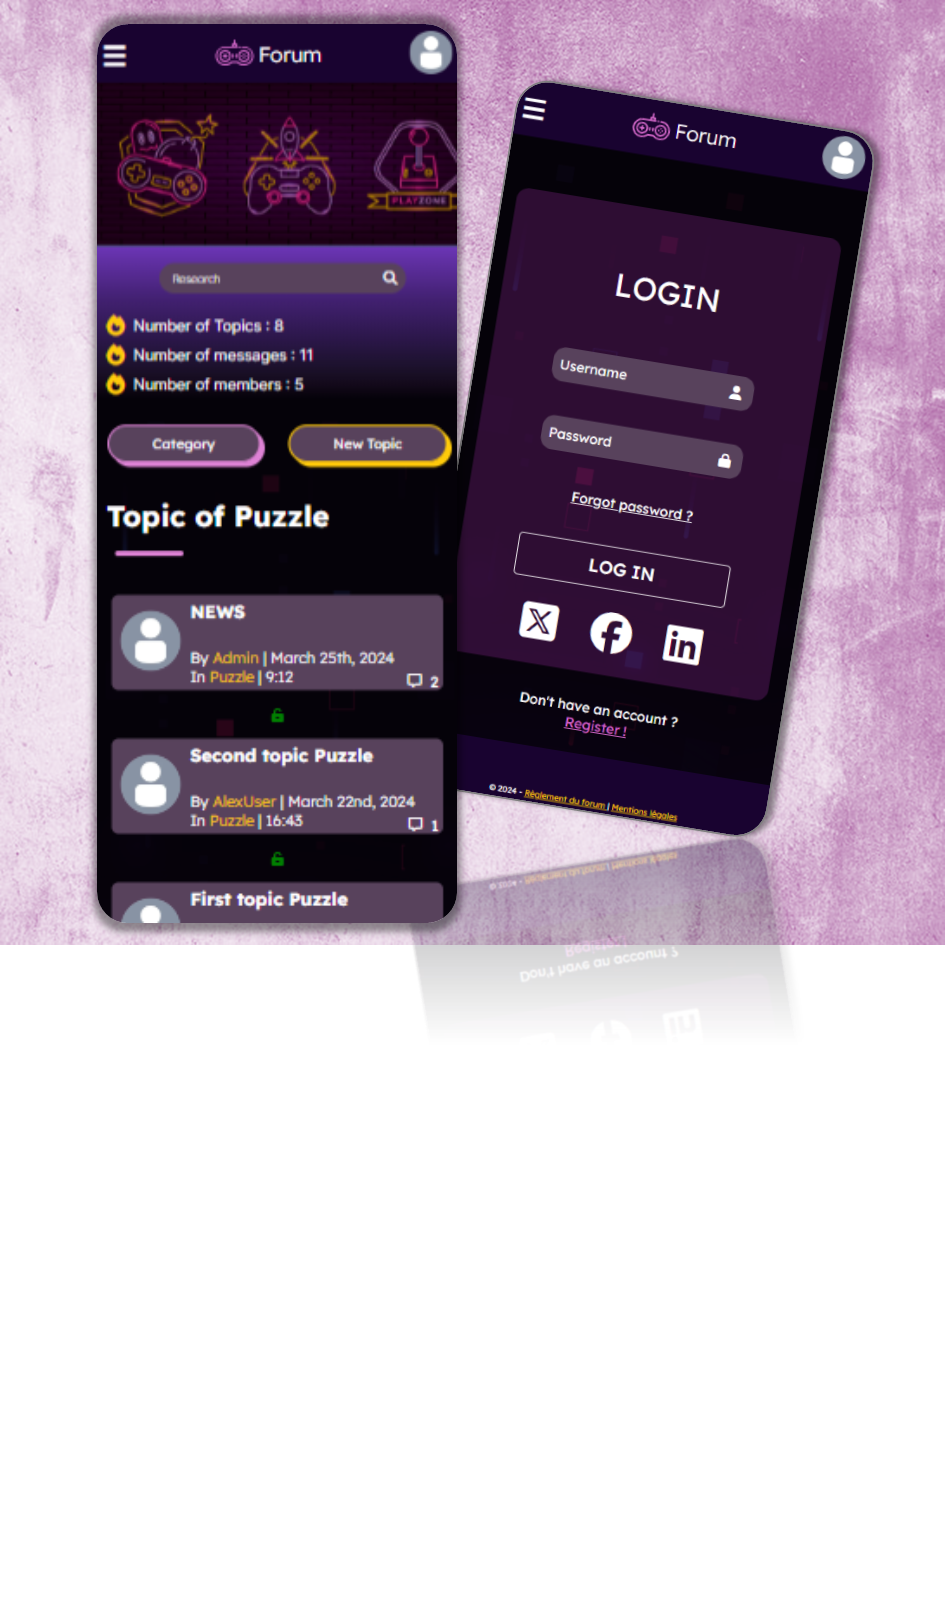 Forum
PLAYZONE
Research
Number of Topics : 8
Number of messages : 11
Number of members : 5
Category
New Topic
Topic of Puzzle
NEWS
By Admin | March 25th, 2024
In Puzzle | 9:12
2
Second topic Puzzle
By AlexUser | March 22nd, 2024
In Puzzle | 16:43
1
First topic Puzzle
Forum
LOGIN
Username
Password
Forgot password ?
LOG IN
Don't have an account ?
Register !
© 2024 - Règlement du forum | Mentions légales